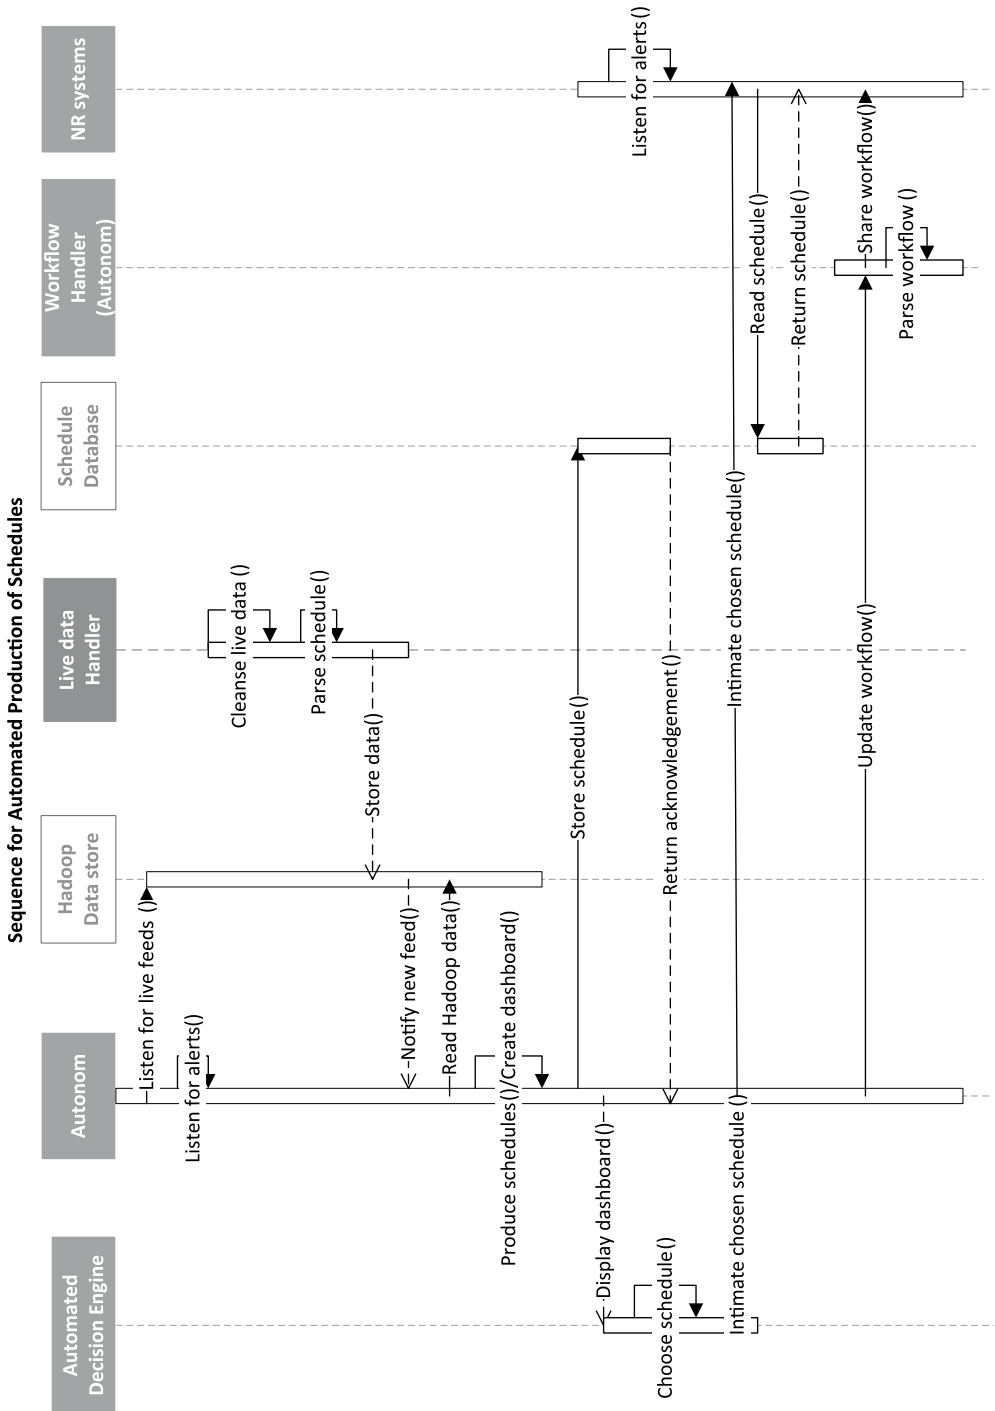 Sequence for Automated Production of Schedules
Automated
Decision Engine
Autonom
Hadoop
Data store
Live data
Handler
Schedule
Database
Workflow
Handler
(Autonom)
NR systems
Listen for live feeds ()
Listen for alerts()
Cleanse live data ()
Parse schedule()
Store data()
Notify new feed()
Read Hadoop data()
Produce schedules()/Create dashboard()
Store schedule()
Display dashboard()
Listen for alerts()
Choose schedule()
Return acknowledgement()
Intimate chosen schedule ()
Intimate chosen schedule()
Read schedule()
Return schedule()
Update workflow()
Share workflow()
Parse workflow ()